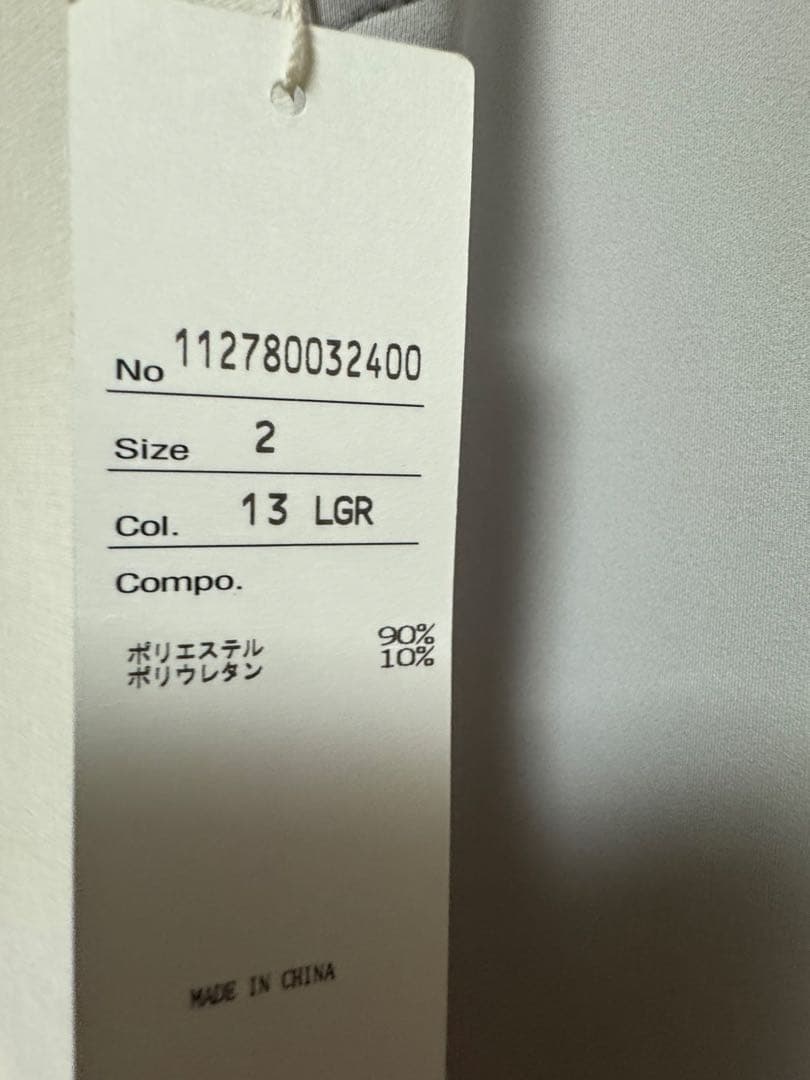 No 112780032400
Size 2
Col. 13 LGR
Compo.
ポリエステル 90%
ポリウレタン 10%
MADE IN CHINA